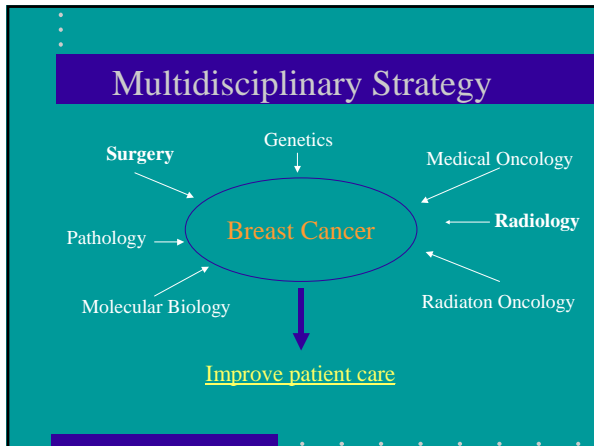 Multidisciplinary Strategy
Genetics
Surgery
Medical Oncology
Radiology
Pathology
Breast Cancer
Molecular Biology
Radiaton Oncology
Improve patient care